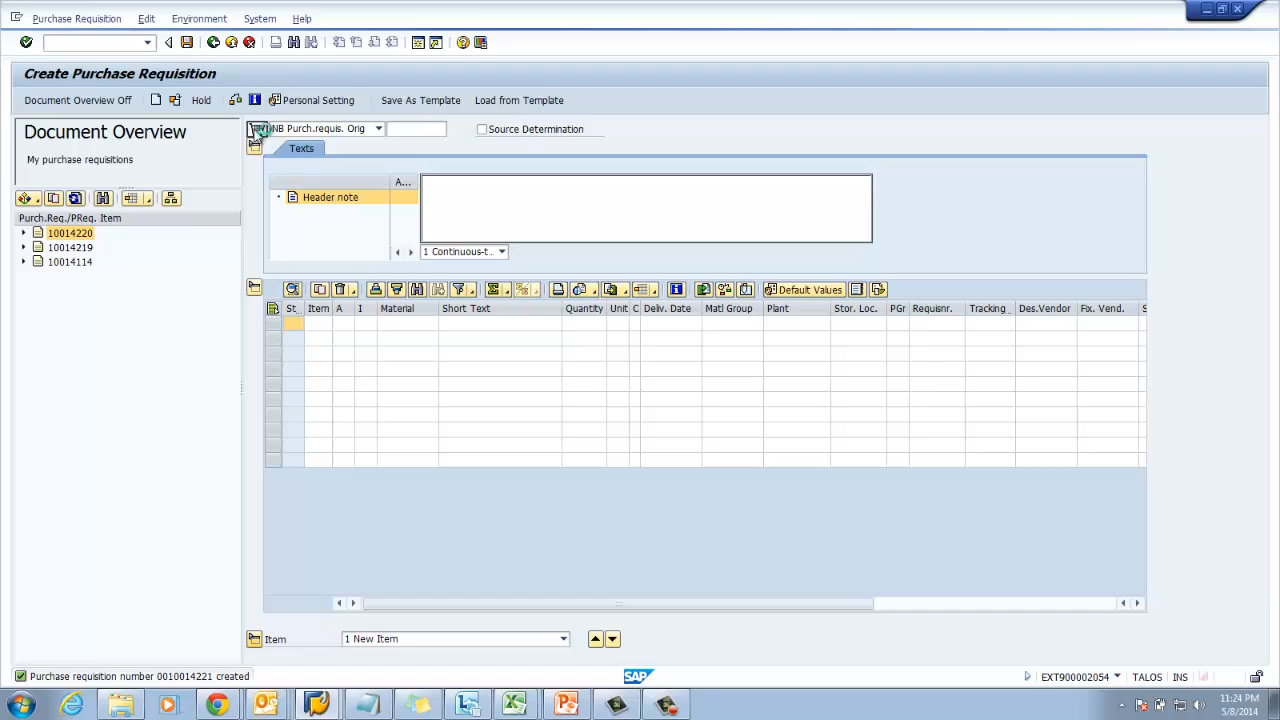 Purchase Requisition Edit Environment System Help
Create Purchase Requisition
Document Overview Off Hold Personal Setting Save As Template Load from Template
Document Overview
My purchase requisitions
NB Purch.requis. Orig
Source Determination
Texts
A...
Header note
1 Continuous-t...
Purch.Req./PReq. Item
10014220
10014219
10014114
Default Values
St... Item A I Material Short Text Quantity Unit C Deliv. Date Matl Group Plant Stor. Loc. PGr Requisnr. Tracking... Des.Vendor Fix. Vend. S
Item 1 New Item
Purchase requisition number 0010014221 created
SAP
EXT900002054 TALOS INS
11:24 PM
5/8/2014